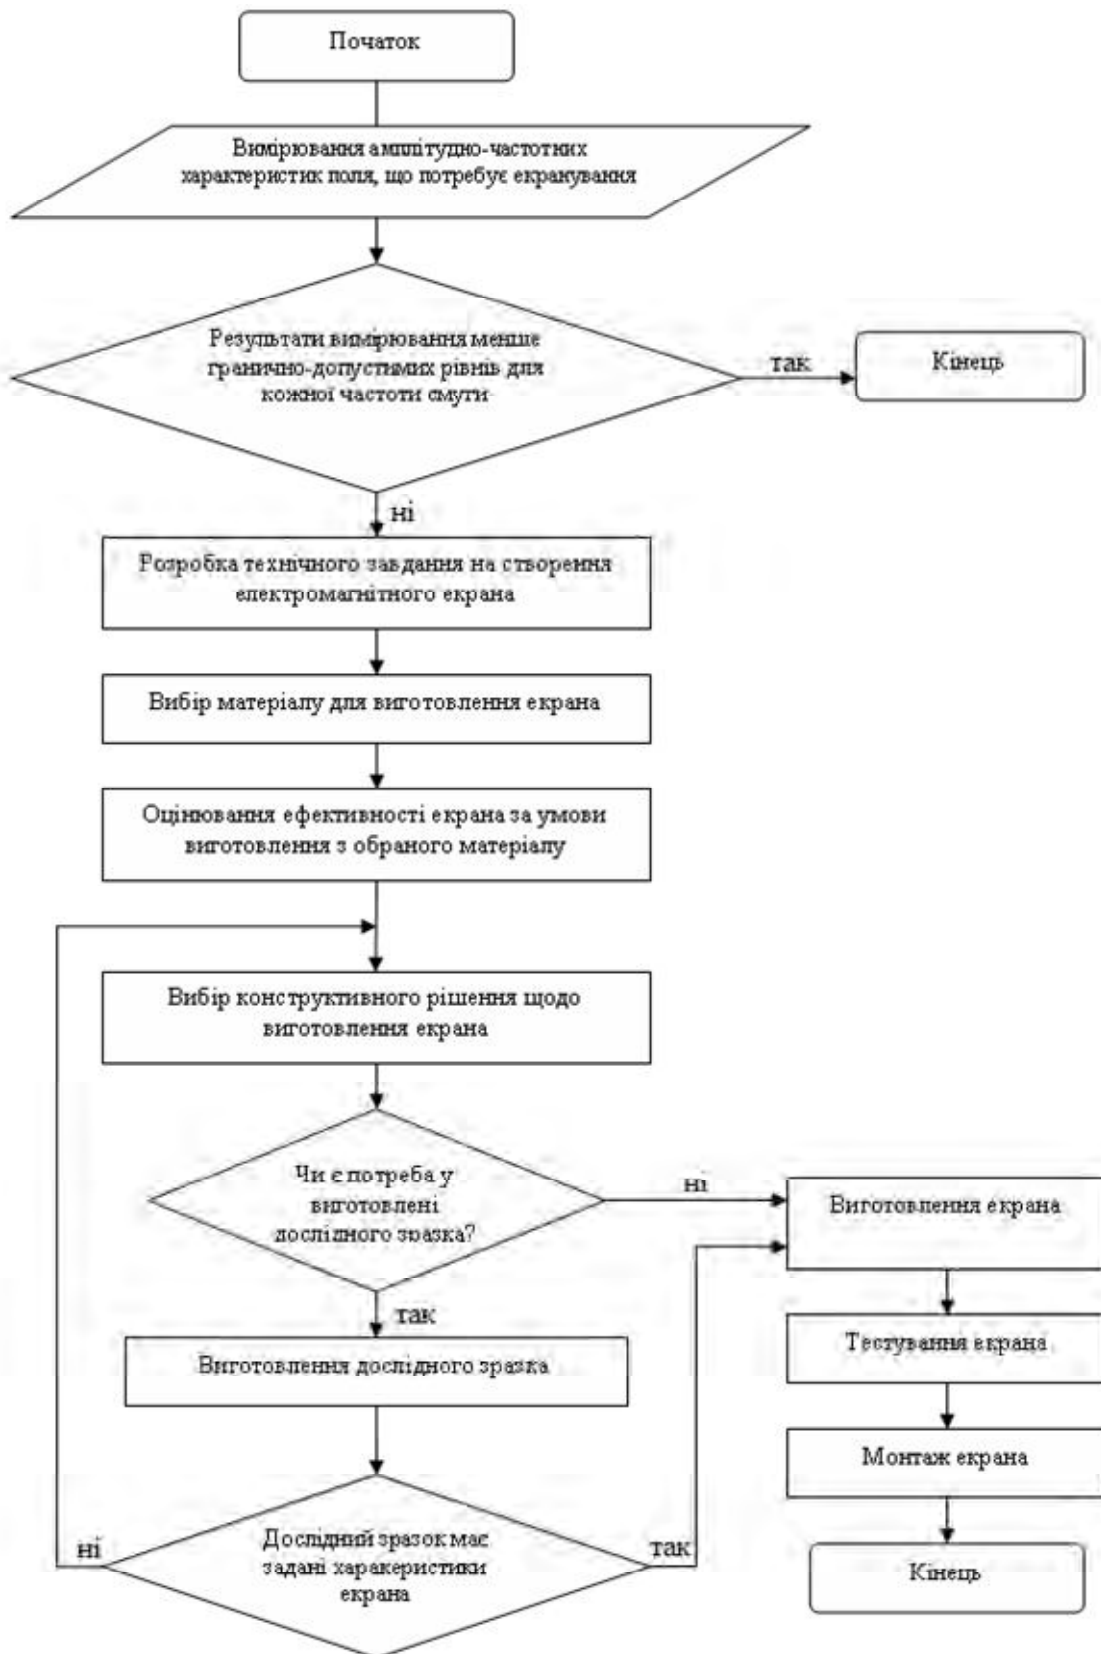 Початок
Вимірювання амплітудно-частотних
характеристик поля, що потребує екранування
Результати вимірювання менше
гранично-допустимих рівнів для
кожної частоти смуги
так
Кінець
ні
Розробка технічного завдання на створення
електромагнітного екрана
Вибір матеріалу для виготовлення екрана
Оцінювання ефективності екрана за умови
виготовлення з обраного матеріалу
Вибір конструктивного рішення щодо
виготовлення екрана
Чи є потреба у
виготовлені
дослідного зразка?
ні
Виготовлення екрана
так
Виготовлення дослідного зразка
Тестування екрана
Монтаж екрана
ні
Дослідний зразок має
задані харакеристики
екрана
так
Кінець